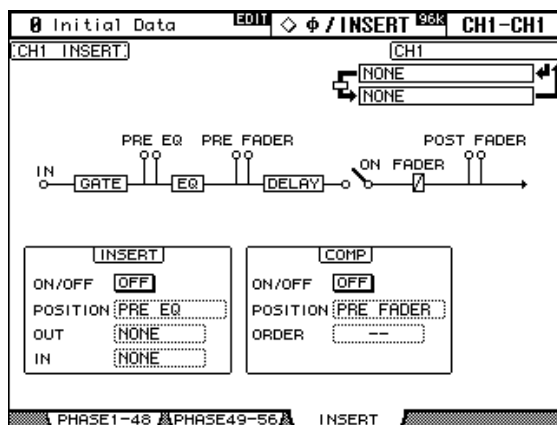 0 Initial Data EDIT ◇ φ/INSERT 96k CH1-CH1
CH1 INSERT CH1
NONE
NONE
PRE EQ PRE FADER POST FADER
IN ON FADER
GATE EQ DELAY
INSERT COMP
ON/OFF OFF ON/OFF OFF
POSITION PRE EQ POSITION PRE FADER
OUT NONE ORDER --
IN NONE
PHASE1-48 PHASE49-56 INSERT